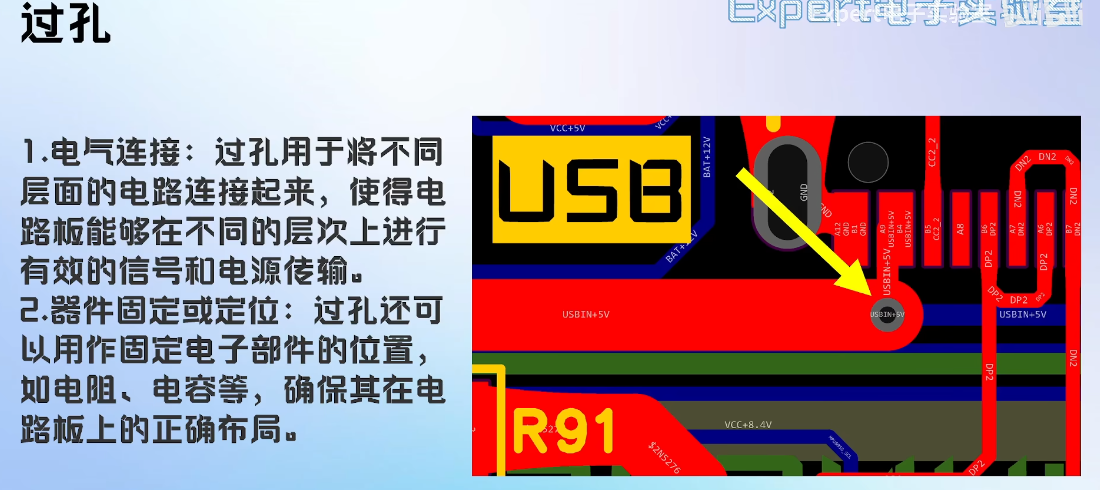 过孔
Expert电子实验室
1.电气连接：过孔用于将不同
层面的电路连接起来，使得电
路板能够在不同的层次上进行
有效的信号和电源传输。
2.器件固定或定位：过孔还可
以用作固定电子部件的位置，
如电阻、电容等，确保其在电
路板上的正确布局。
VCC+5V
BAT+12V
USB
BAT+12V
GND
GND
CC2_2
A12
GND
B1
GND
A9
USBIN+5V
B4
USBIN+5V
B5
CC2_2
A8
B6
DP2
A7
DN2
A6
DP2
B7
DN2
DN2
DN2
DN2
DN2
DP2
DP2
DP2
DP2
USBIN+5V
USBIN+5V
USBIN+5V
USBIN+5V
DP2
DN2
R91
VCC+8.4V
$2N5276
DP2